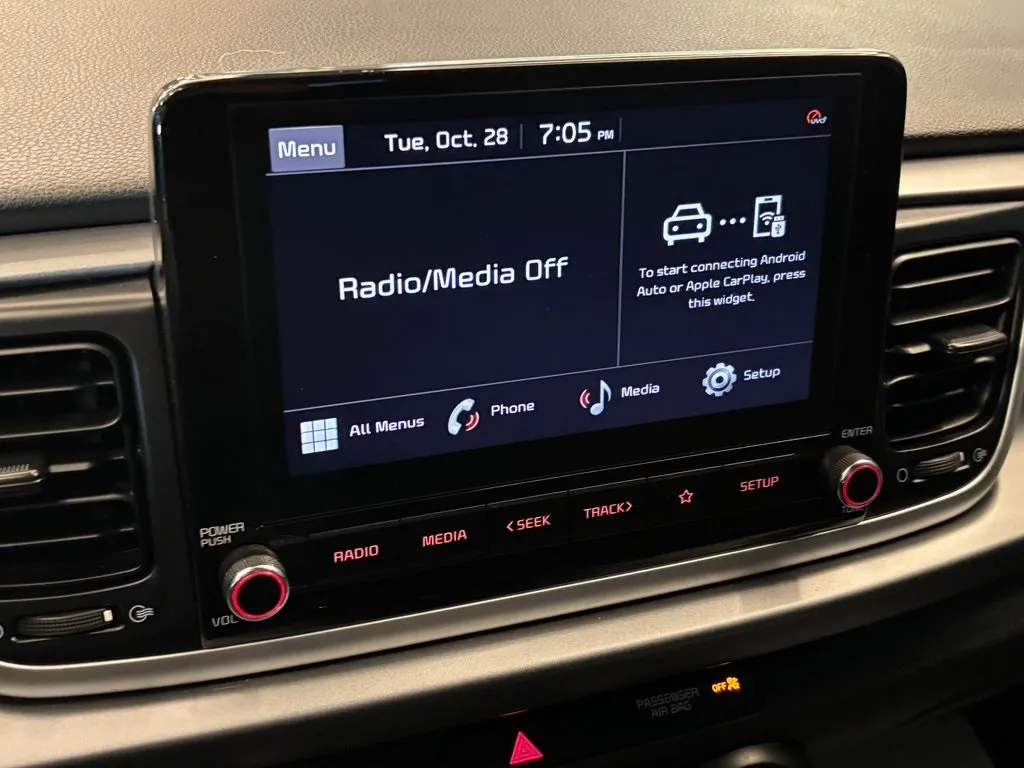 Menu
Tue, Oct. 28
7:05 PM
UVO
Radio/Media Off
To start connecting Android
Auto or Apple CarPlay, press
this widget.
All Menus
Phone
Media
Setup
POWER
PUSH
VOL
RADIO
MEDIA
< SEEK
TRACK >
SETUP
ENTER
TUNE
PASSENGER
AIR BAG
OFF